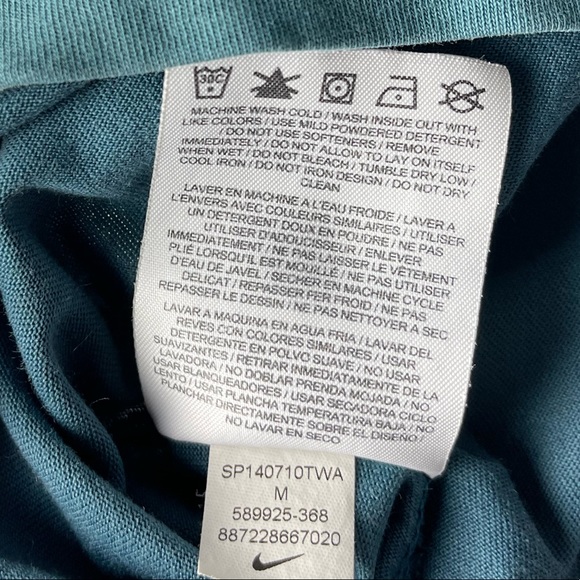 30C
MACHINE WASH COLD / WASH INSIDE OUT WITH
LIKE COLORS / USE MILD POWDERED DETERGENT
/ DO NOT USE SOFTENERS / REMOVE
IMMEDIATELY / DO NOT ALLOW TO LAY ON ITSELF
WHEN WET / DO NOT BLEACH / TUMBLE DRY LOW /
COOL IRON / DO NOT IRON DESIGN / DO NOT DRY
CLEAN
LAVER EN MACHINE A L'EAU FROIDE / LAVER A
L'ENVERS AVEC COULEURS SIMILAIRES / UTILISER
UN DETERGENT DOUX EN POUDRE / NE PAS
UTILISER D'ADOUCISSEUR / ENLEVER
IMMEDIATEMENT / NE PAS LAISSER LE VÊTEMENT
PLIÉ LORSQU'IL EST MOUILLÉ / NE PAS UTILISER
D'EAU DE JAVEL / SECHER EN MACHINE CYCLE
DELICAT / REPASSER FER FROID / NE PAS
REPASSER LE DESSIN / NE PAS NETTOYER A SEC
LAVAR A MAQUINA EN AGUA FRIA / LAVAR DEL
REVES CON COLORES SIMILARES / USAR
DETERGENTE EN POLVO SUAVE / NO USAR
SUAVIZANTES / RETIRAR INMEDIATAMENTE DE LA
LAVADORA / NO DOBLAR PRENDA MOJADA / NO
USAR BLANQUEADORES / USAR SECADORA CICLO
LENTO / USAR PLANCHA TEMPERATURA BAJA / NO
PLANCHAR DIRECTAMENTE SOBRE EL DISEÑO /
NO LAVAR EN SECO
SP140710TWA
M
589925-368
887228667020